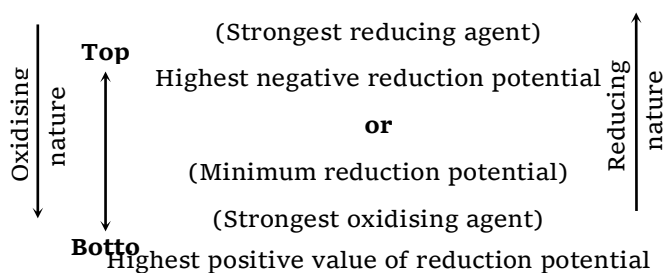 (Strongest reducing agent)
Top
Highest negative reduction potential
or
(Minimum reduction potential)
(Strongest oxidising agent)
Botto
Highest positive value of reduction potential
Oxidising
nature
Reducing
nature